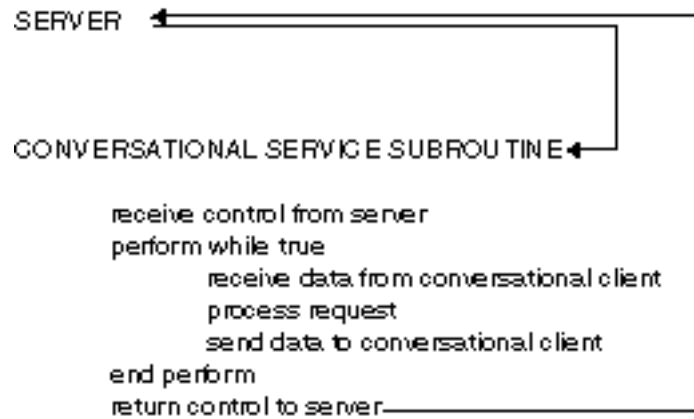 SERVER
CONVERSATIONAL SERVICE SUBROUTINE
receive control from server
perform while true
receive data from conversational client
process request
send data to conversational client
end perform
return control to server